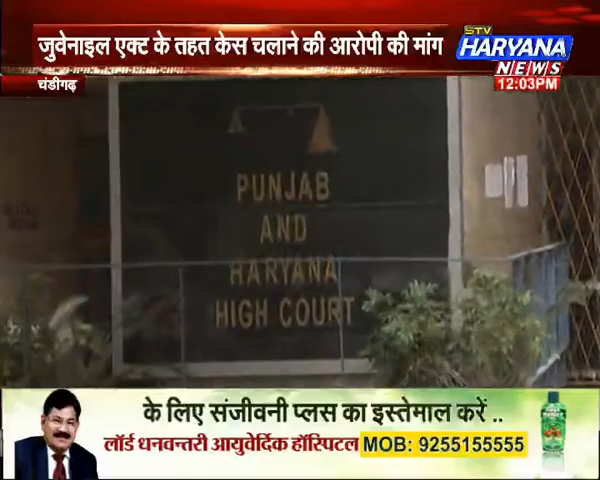 जुवेनाइल एक्ट के तहत केस चलाने की आरोपी की मांग
STV
HARYANA
NEWS
चंडीगढ़
12:03PM
PUNJAB
AND
HARYANA
HIGH COURT
के लिए संजीवनी प्लस का इस्तेमाल करें ..
लॉर्ड धनवन्तरी आयुर्वेदिक हॉस्पिटल MOB: 9255155555